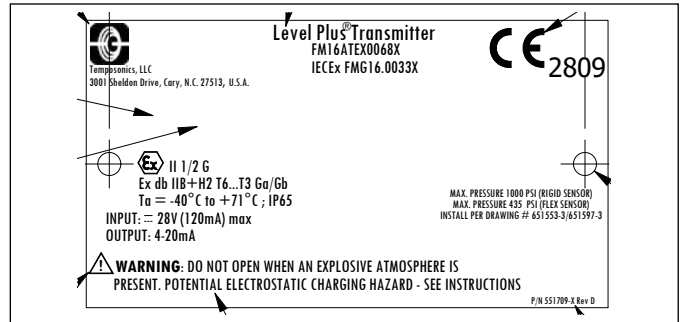 Level Plus® Transmitter
FM16ATEX0068X
IECEx FMG16.0033X
CE 2809
Temposonics, LLC
3001 Sheldon Drive, Cary, N.C. 27513, U.S.A.
Ex II 1/2 G
Ex db IIB+H2 T6...T3 Ga/Gb
Ta = -40°C to +71°C ; IP65
INPUT: ⎓ 28V (120mA) max
OUTPUT: 4-20mA
MAX. PRESSURE 1000 PSI (RIGID SENSOR)
MAX. PRESSURE 435 PSI (FLEX SENSOR)
INSTALL PER DRAWING # 651553-3/651597-3
WARNING: DO NOT OPEN WHEN AN EXPLOSIVE ATMOSPHERE IS
PRESENT. POTENTIAL ELECTROSTATIC CHARGING HAZARD - SEE INSTRUCTIONS
P/N 551709-X Rev D